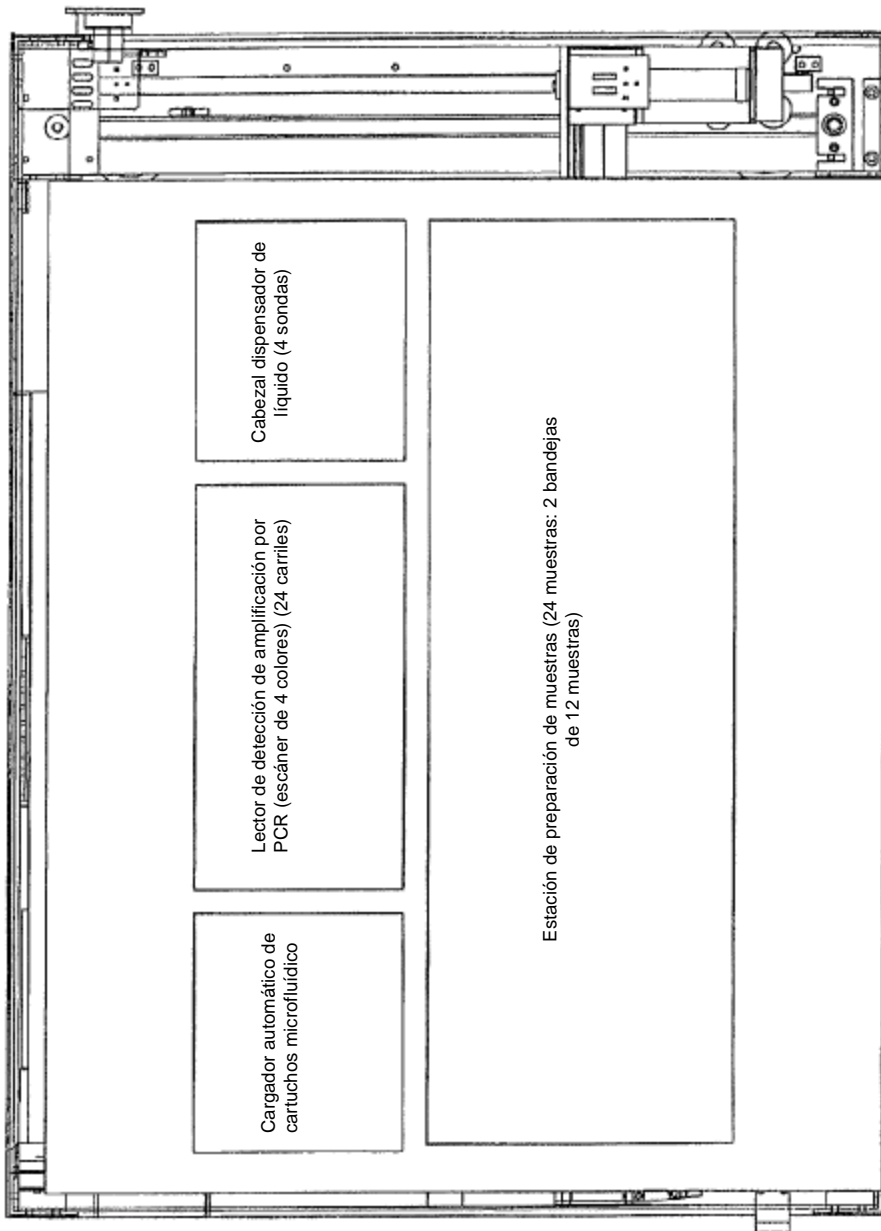 Cargador automático de
cartuchos microfluídico
Lector de detección de amplificación por
PCR (escáner de 4 colores) (24 carriles)
Cabezal dispensador de
líquido (4 sondas)
Estación de preparación de muestras (24 muestras: 2 bandejas
de 12 muestras)